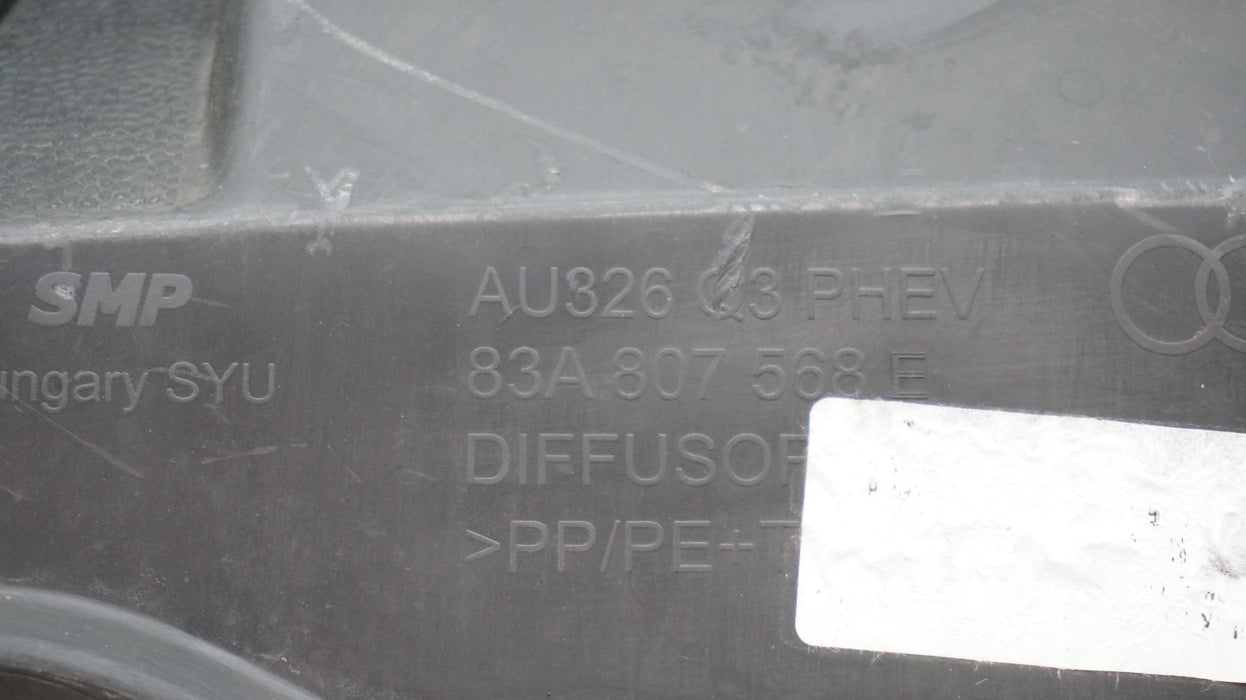 SMP
ungary SYU
AU326 Q3 PHEV
83A 807 568 E
DIFFUSOR
>PP/PE+T